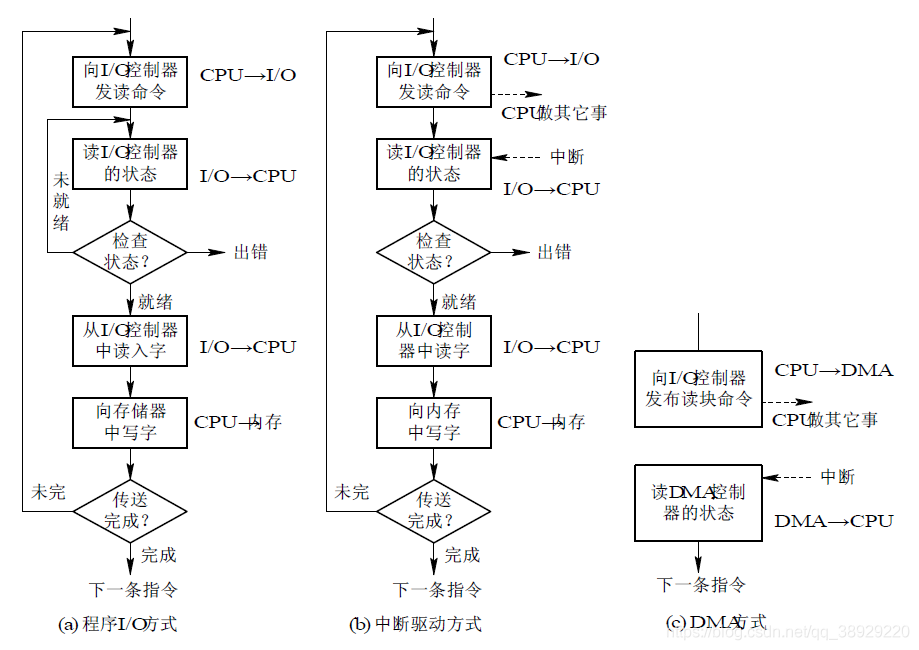 向I/O控制器
发读命令
CPU→I/O
读I/O控制器
的状态
I/O→CPU
未
就
绪
检查
状态？
出错
就绪
从I/O控制器
中读入字
I/O→CPU
向存储器
中写字
CPU→内存
未完
传送
完成？
完成
下一条指令
(a) 程序I/O方式
向I/O控制器
发读命令
CPU→I/O
CPU做其它事
读I/O控制器
的状态
中断
I/O→CPU
检查
状态？
出错
就绪
从I/O控制
器中读字
I/O→CPU
向内存
中写字
CPU→内存
未完
传送
完成？
完成
下一条指令
(b) 中断驱动方式
向I/O控制器
发布读块命令
CPU→DMA
CPU做其它事
读DMA控制
器的状态
中断
DMA→CPU
下一条指令
(c) DMA方式
https://blog.csdn.net/qq_38929220